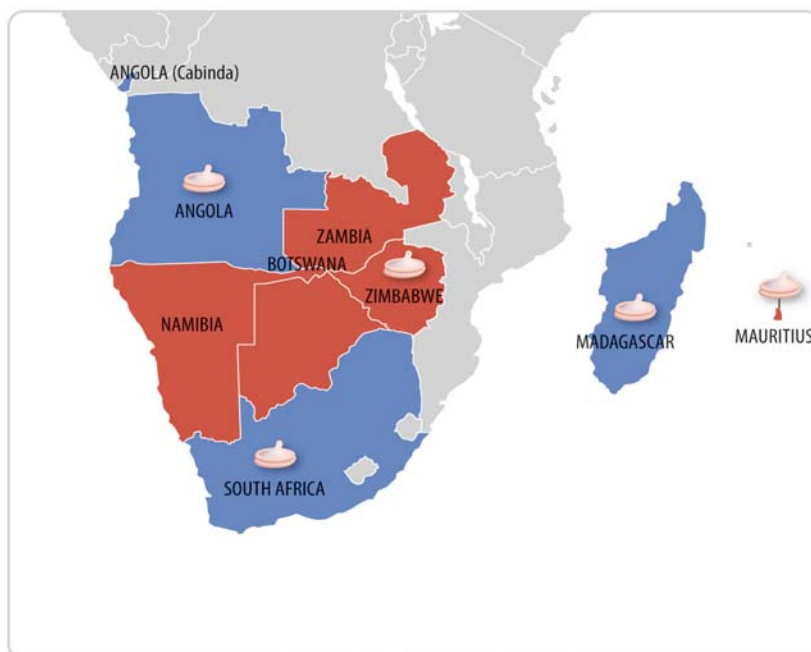 ANGOLA (Cabinda)
ANGOLA
ZAMBIA
BOTSWANA
ZIMBABWE
NAMIBIA
MADAGASCAR
MAURITIUS
SOUTH AFRICA